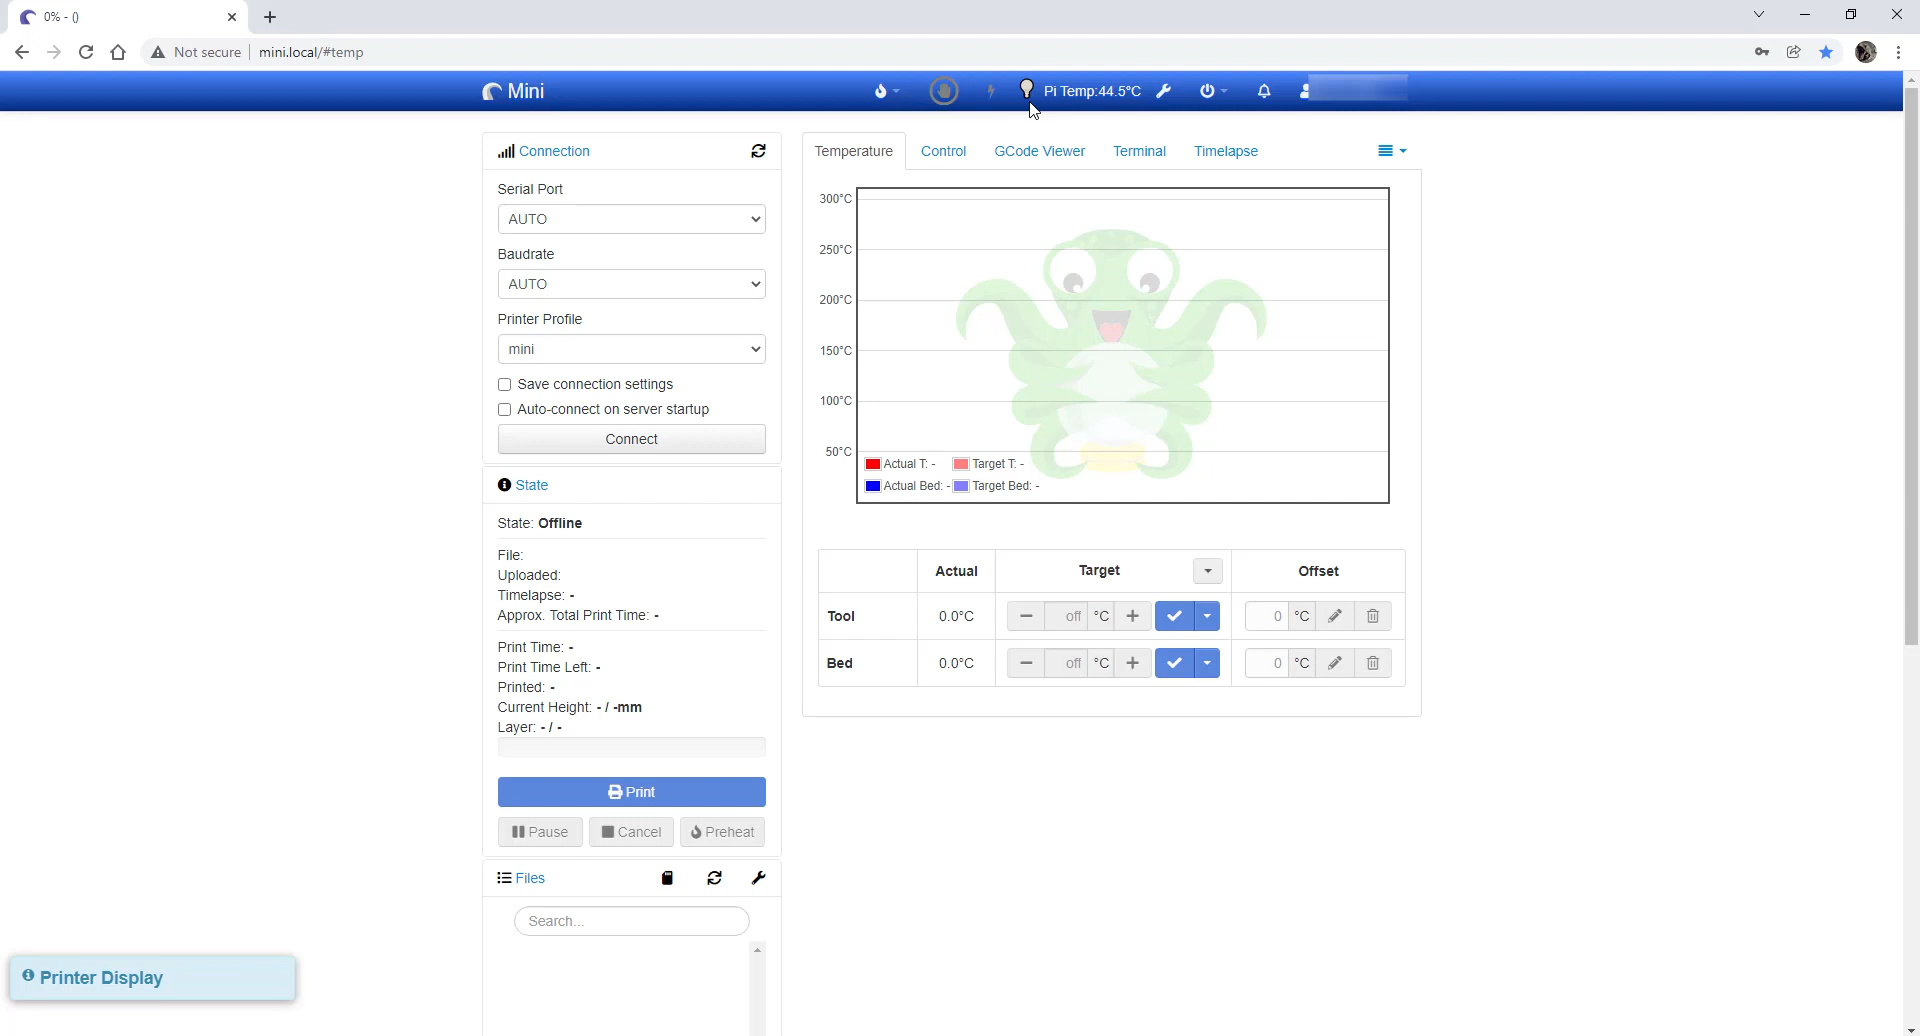 0% - ()
Not secure
mini.local/#temp
Mini
Pi Temp:44.5°C
Connection
Serial Port
AUTO
Baudrate
AUTO
Printer Profile
mini
Save connection settings
Auto-connect on server startup
Connect
State
State: Offline
File:
Uploaded:
Timelapse: -
Approx. Total Print Time: -
Print Time: -
Print Time Left: -
Printed: -
Current Height: - / -mm
Layer: - / -
Print
Pause Cancel Preheat
Files
Search...
Temperature Control GCode Viewer Terminal Timelapse
300°C
250°C
200°C
150°C
100°C
50°C
Actual T: - Target T: -
Actual Bed: - Target Bed: -
Actual Target Offset
Tool 0.0°C off °C 0 °C
Bed 0.0°C off °C 0 °C
Printer Display